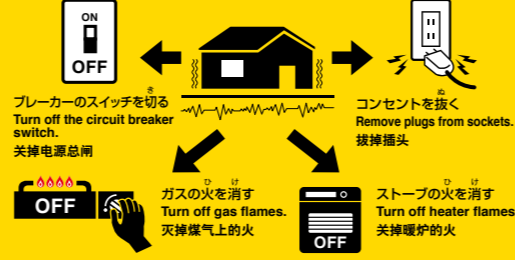 ON
OFF
ブレーカーのスイッチを切る
Turn off the circuit breaker
switch.
关掉电源总闸
コンセントを抜く
Remove plugs from sockets.
拔掉插头
OFF
ガスの火を消す
Turn off gas flames.
灭掉煤气上的火
OFF
ストーブの火を消す
Turn off heater flames
关掉暖炉的火